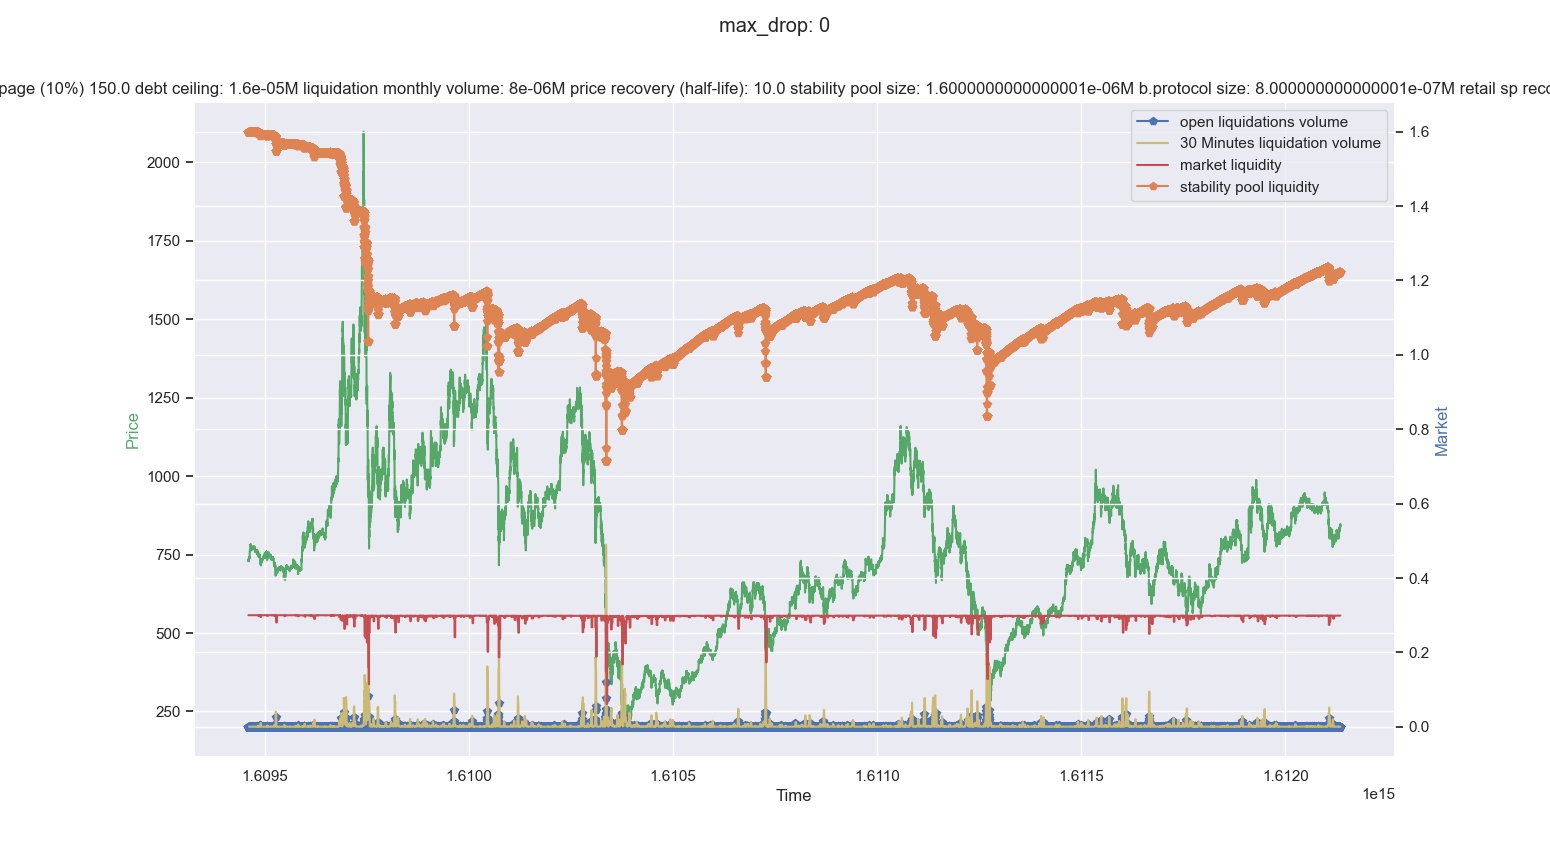 max_drop: 0
page (10%) 150.0 debt ceiling: 1.6e-05M liquidation monthly volume: 8e-06M price recovery (half-life): 10.0 stability pool size: 1.6000000000000001e-06M b.protocol size: 8.000000000000001e-07M retail sp
open liquidations volume
30 Minutes liquidation volume
market liquidity
stability pool liquidity
2000
1750
1500
1250
1000
750
500
250
Price
1.6
1.4
1.2
1.0
0.8
0.6
0.4
0.2
0.0
Market
1.6095
1.6100
1.6105
1.6110
1.6115
1.6120
Time
1e15